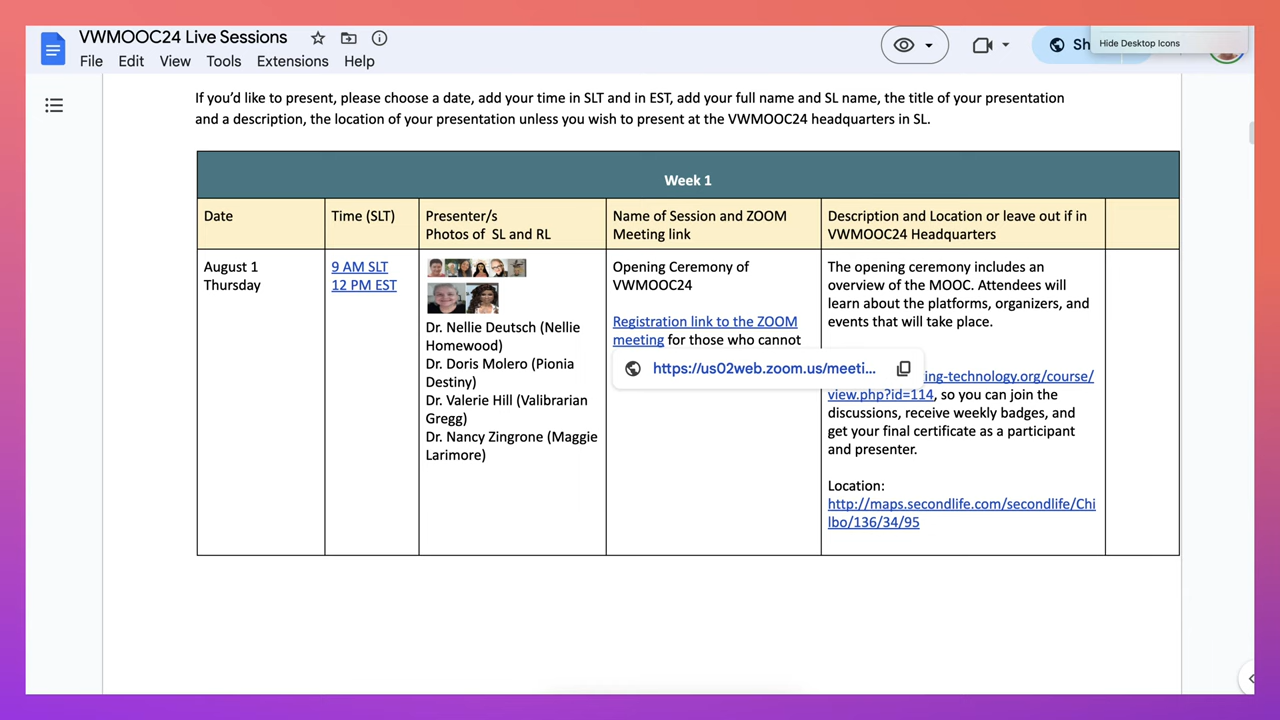 VWMOOC24 Live Sessions
File Edit View Tools Extensions Help
Sh
Hide Desktop Icons
If you'd like to present, please choose a date, add your time in SLT and in EST, add your full name and SL name, the title of your presentation
and a description, the location of your presentation unless you wish to present at the VWMOOC24 headquarters in SL.
Week 1
Date
Time (SLT)
Presenter/s
Photos of SL and RL
Name of Session and ZOOM
Meeting link
Description and Location or leave out if in
VWMOOC24 Headquarters
August 1
Thursday
9 AM SLT
12 PM EST
Dr. Nellie Deutsch (Nellie
Homewood)
Dr. Doris Molero (Pionia
Destiny)
Dr. Valerie Hill (Valibrarian
Gregg)
Dr. Nancy Zingrone (Maggie
Larimore)
Opening Ceremony of
VWMOOC24
Registration link to the ZOOM
meeting for those who cannot
https://us02web.zoom.us/meeti...
The opening ceremony includes an
overview of the MOOC. Attendees will
learn about the platforms, organizers, and
events that will take place.
ing-technology.org/course/
view.php?id=114, so you can join the
discussions, receive weekly badges, and
get your final certificate as a participant
and presenter.
Location:
http://maps.secondlife.com/secondlife/Chi
lbo/136/34/95